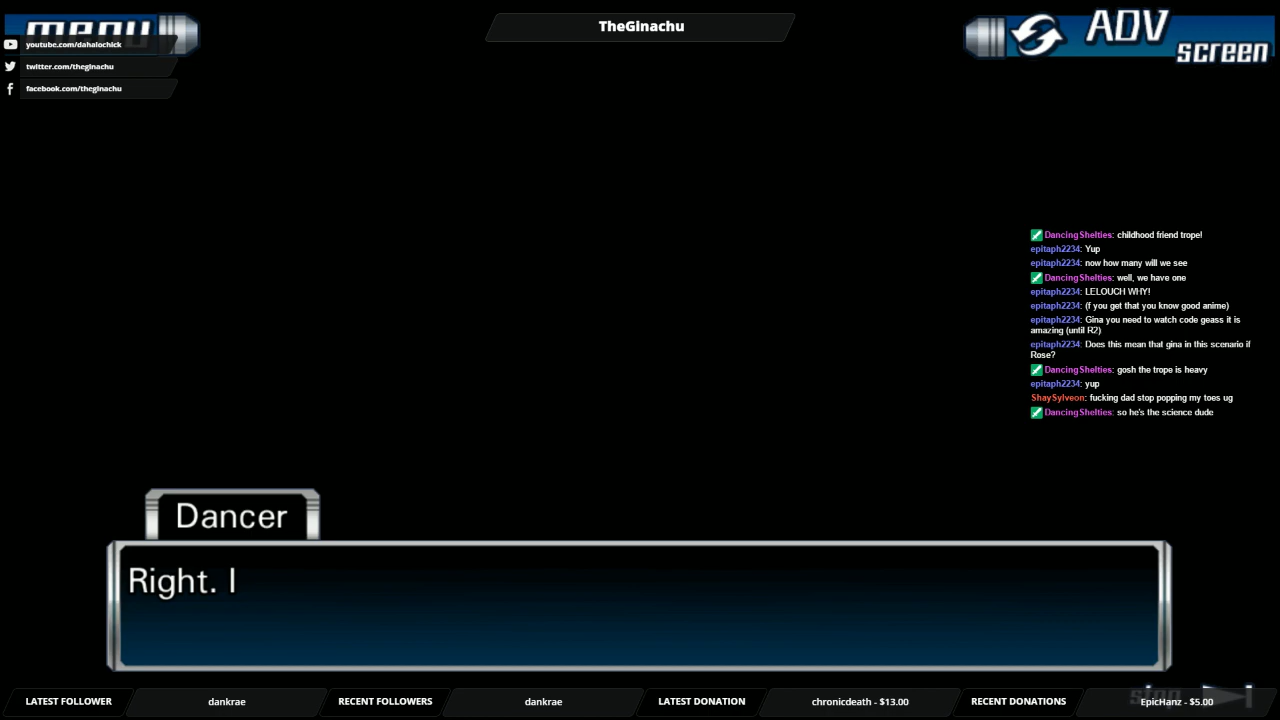 menu
youtube.com/dahalochick
twitter.com/theginachu
facebook.com/theginachu
TheGinachu
ADV
screen
DancingShelties: childhood friend trope!
epitaph2234: Yup
epitaph2234: now how many will we see
DancingShelties: well, we have one
epitaph2234: LELOUCH WHY!
epitaph2234: (f you get that you know good anime)
epitaph2234: Gina you need to watch code geass it is
amazing (until R2)
epitaph2234: Does this mean that gina in this scenario if
Rose?
DancingShelties: gosh the trope is heavy
epitaph2234: yup
ShaySylveon: fucking dad stop popping my toes ug
DancingShelties: so he's the science dude
Dancer
Right. I
skip
LATEST FOLLOWER dankrae RECENT FOLLOWERS dankrae LATEST DONATION chronicdeath - $13.00 RECENT DONATIONS EpicHanz - $5.00